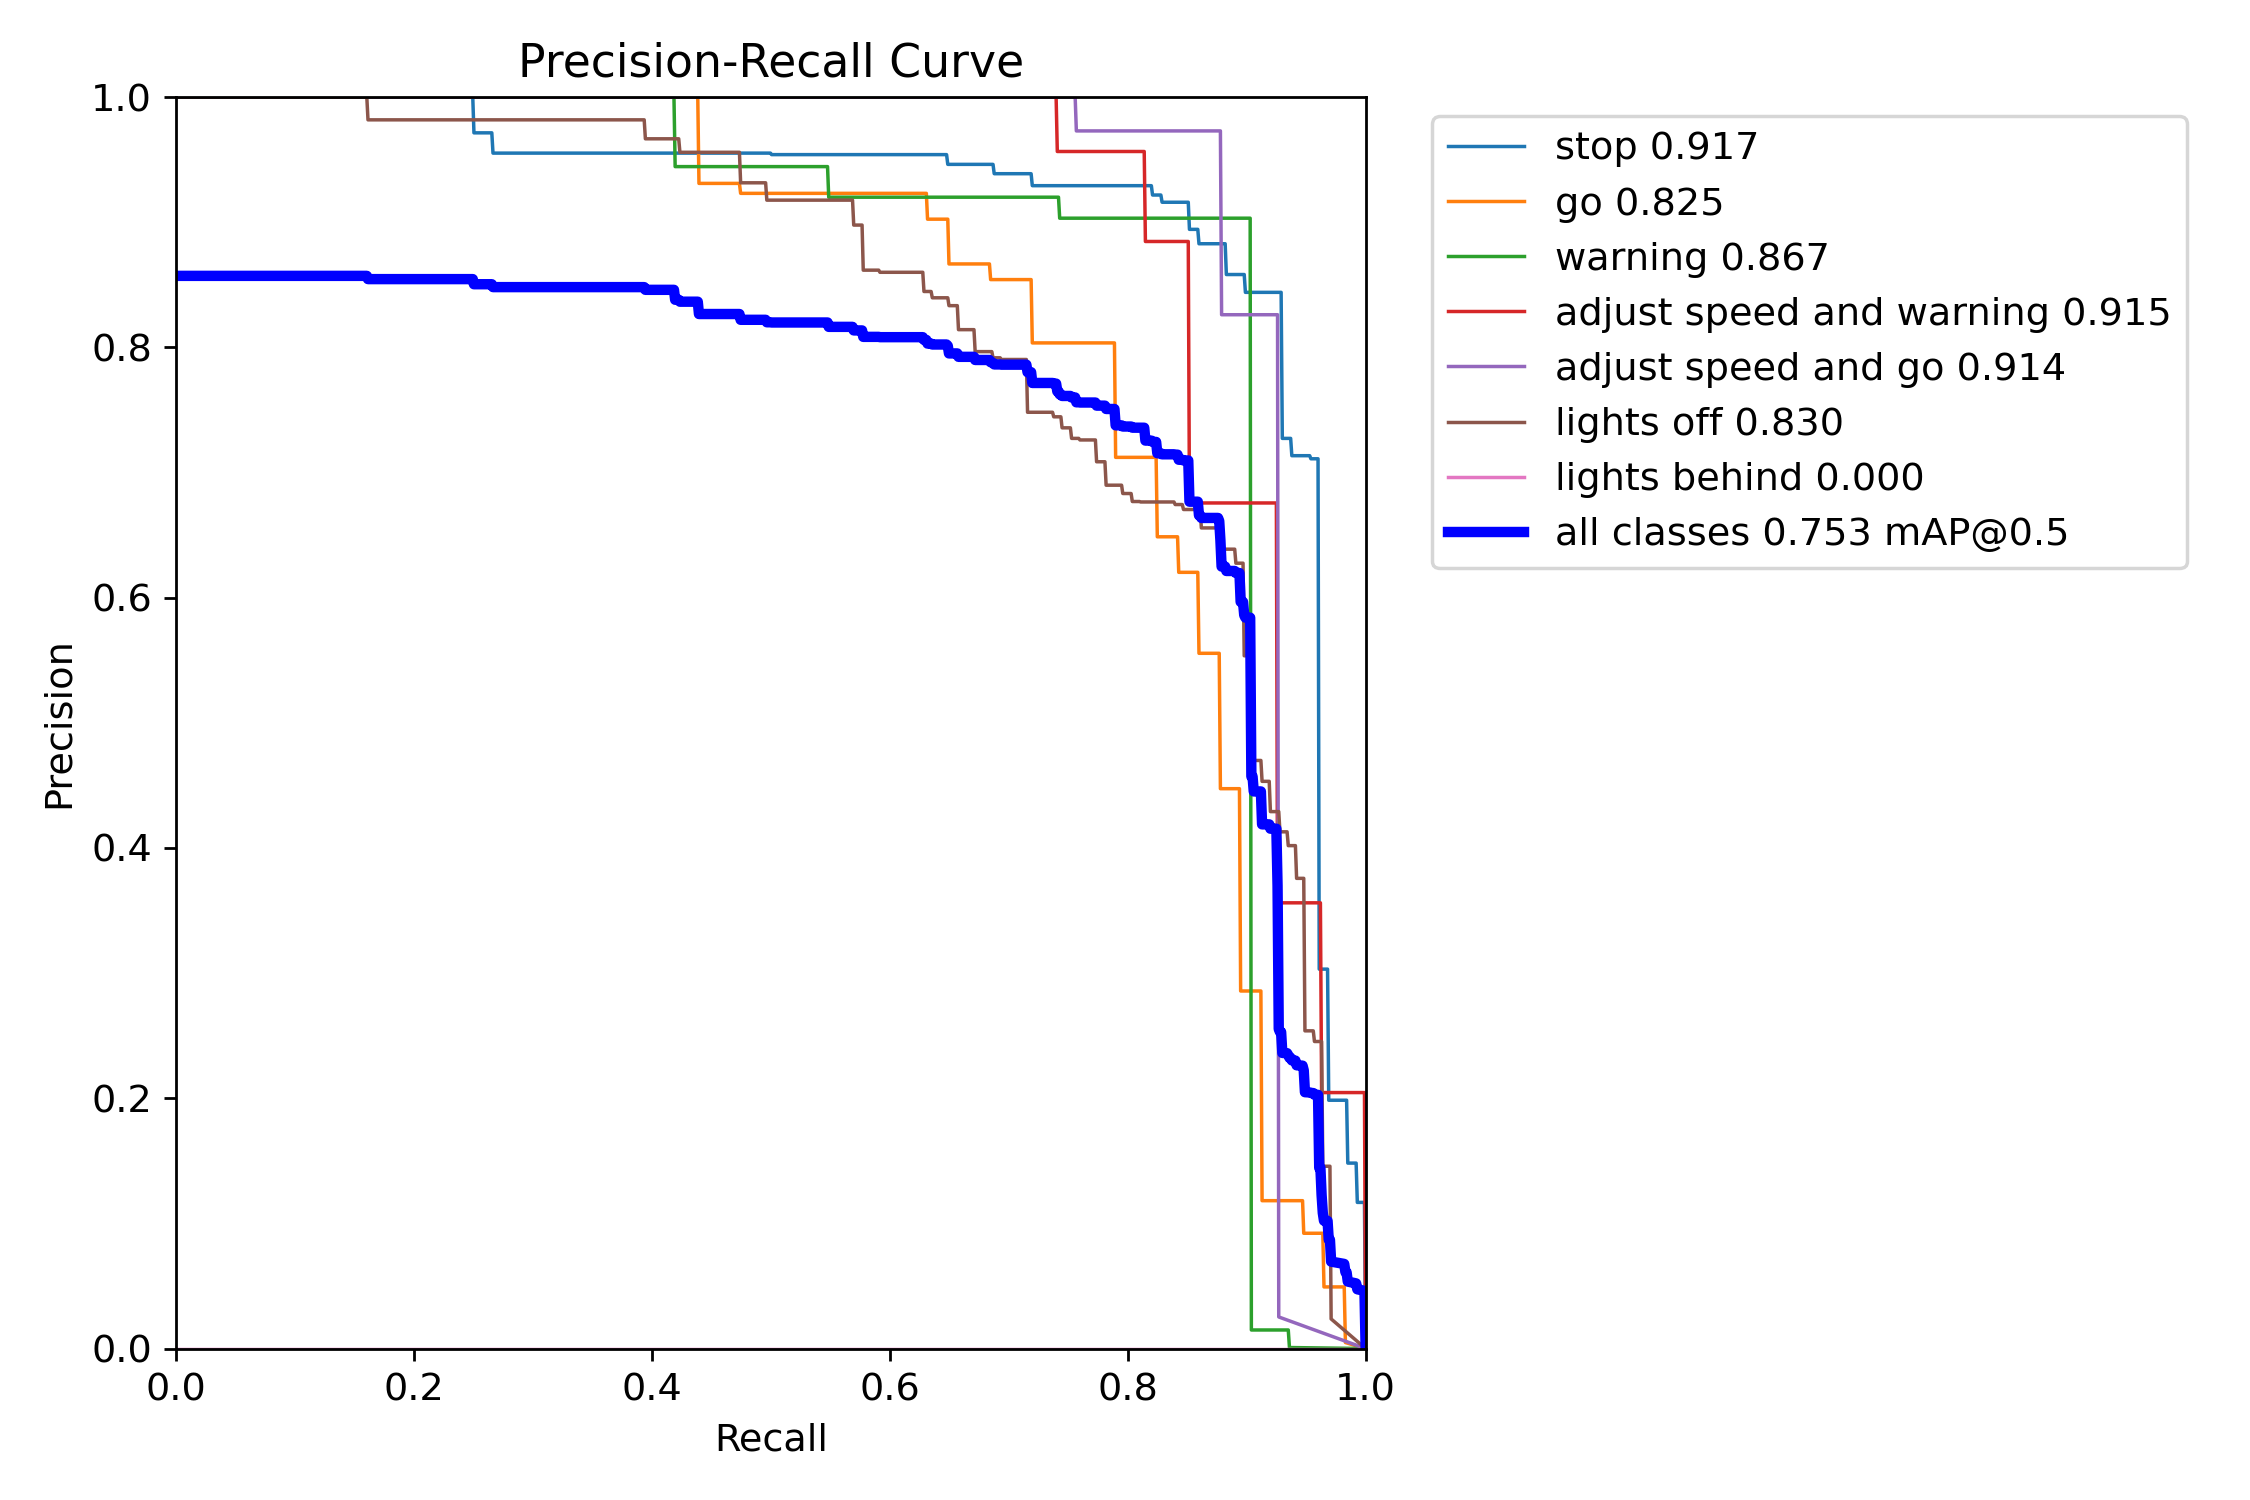 Precision-Recall Curve
1.0
0.8
0.6
0.4
0.2
0.0
Precision
0.0 0.2 0.4 0.6 0.8 1.0
Recall
stop 0.917
go 0.825
warning 0.867
adjust speed and warning 0.915
adjust speed and go 0.914
lights off 0.830
lights behind 0.000
all classes 0.753 mAP@0.5